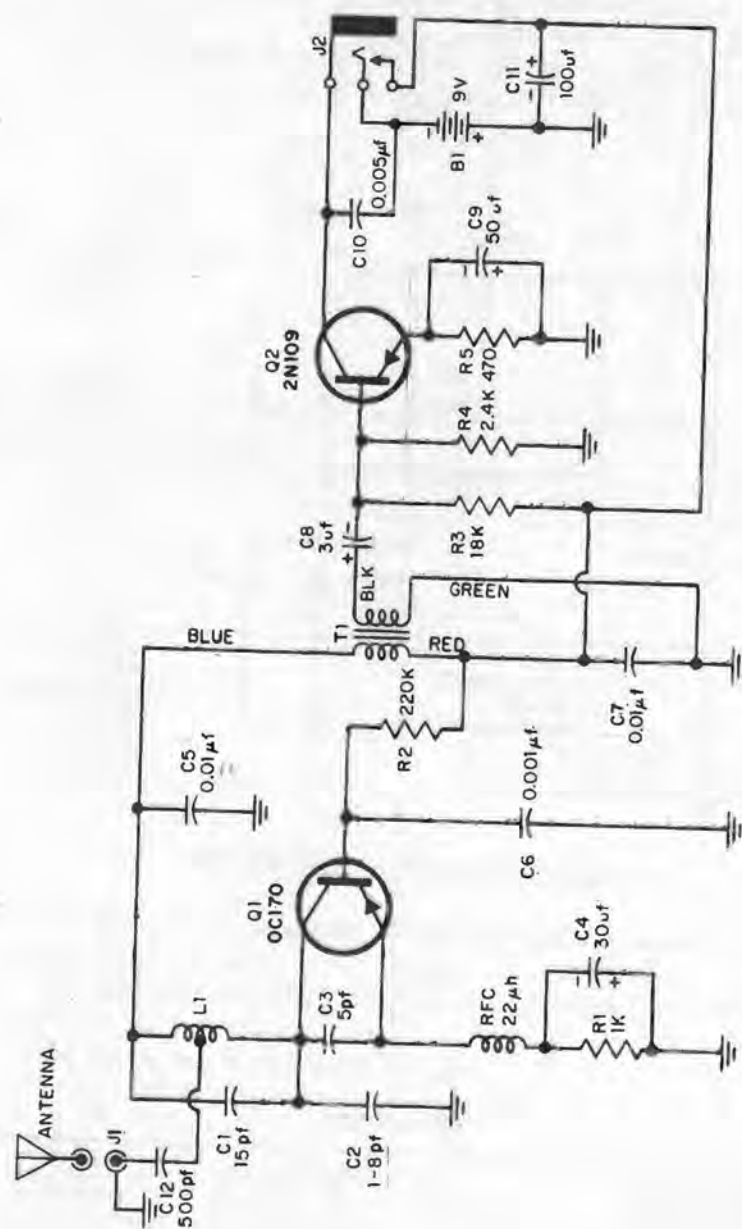 ANTENNA
J1
C12
500pf
L1
C1
15pf
C2
1-8pf
C3
5pf
Q1
OC170
RFC
22μh
R1
1K
C4
30uf
C5
0.01μf
BLUE
T1
RED
BLK
GREEN
R2
220K
C6
0.001μf
C7
0.01μf
C8
3uf
R3
18K
R4
2.4K
R5
470
Q2
2N109
C9
50uf
C10
0.005μf
J2
B1
9V
C11
100uf